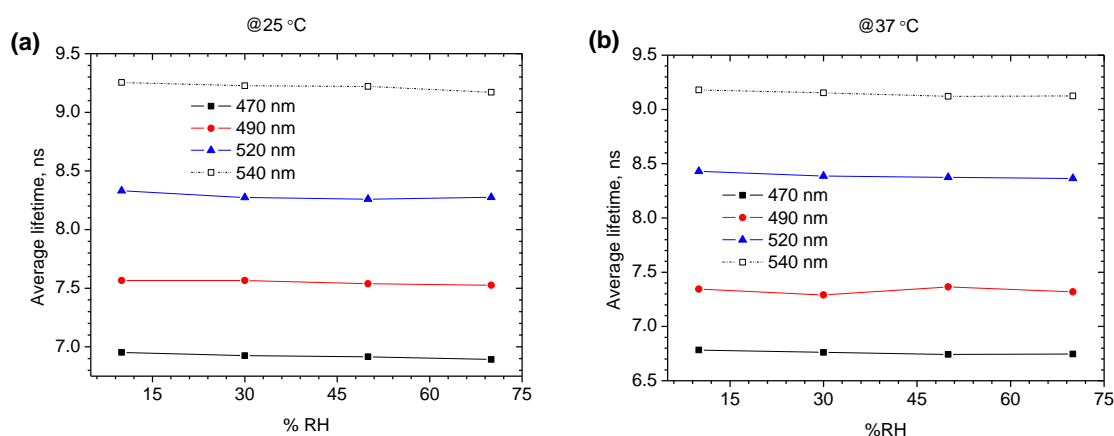 (a)
@25 °C
Average lifetime, ns
9.5
9.0
8.5
8.0
7.5
7.0
470 nm
490 nm
520 nm
540 nm
15
30
45
60
75
% RH
(b)
@37 °C
Average lifetime, ns
9.5
9.0
8.5
8.0
7.5
7.0
6.5
470 nm
490 nm
520 nm
540 nm
15
30
45
60
75
%RH